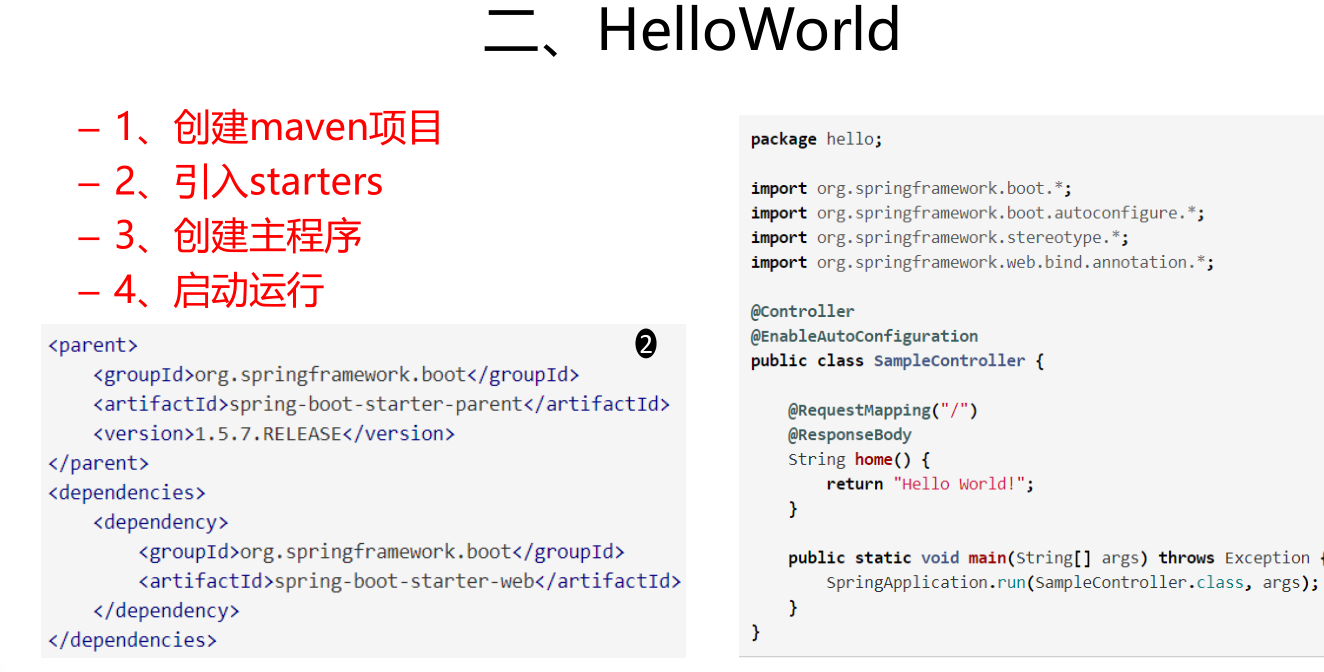 二、HelloWorld
– 1、创建maven项目
– 2、引入starters
– 3、创建主程序
– 4、启动运行
❷
<parent>
    <groupId>org.springframework.boot</groupId>
    <artifactId>spring-boot-starter-parent</artifactId>
    <version>1.5.7.RELEASE</version>
</parent>
<dependencies>
    <dependency>
        <groupId>org.springframework.boot</groupId>
        <artifactId>spring-boot-starter-web</artifactId>
    </dependency>
</dependencies>
package hello;
import org.springframework.boot.*;
import org.springframework.boot.autoconfigure.*;
import org.springframework.stereotype.*;
import org.springframework.web.bind.annotation.*;
@Controller
@EnableAutoConfiguration
public class SampleController {
    @RequestMapping("/")
    @ResponseBody
    String home() {
        return "Hello World!";
    }
    public static void main(String[] args) throws Exception {
        SpringApplication.run(SampleController.class, args);
    }
}